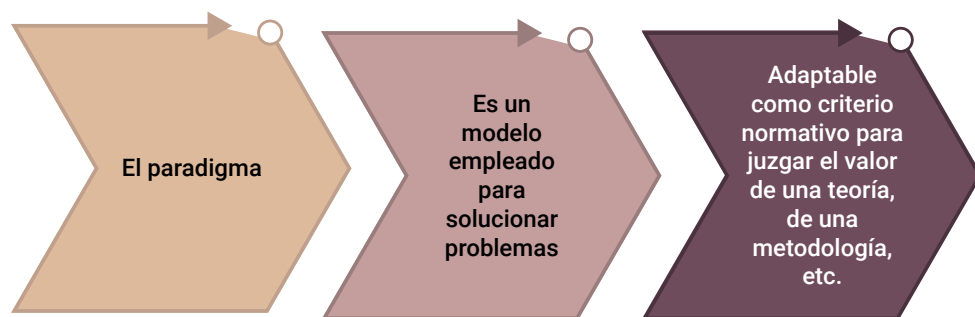 El paradigma
Es un
modelo
empleado
para
solucionar
problemas
Adaptable
como criterio
normativo para
juzgar el valor
de una teoría,
de una
metodología,
etc.